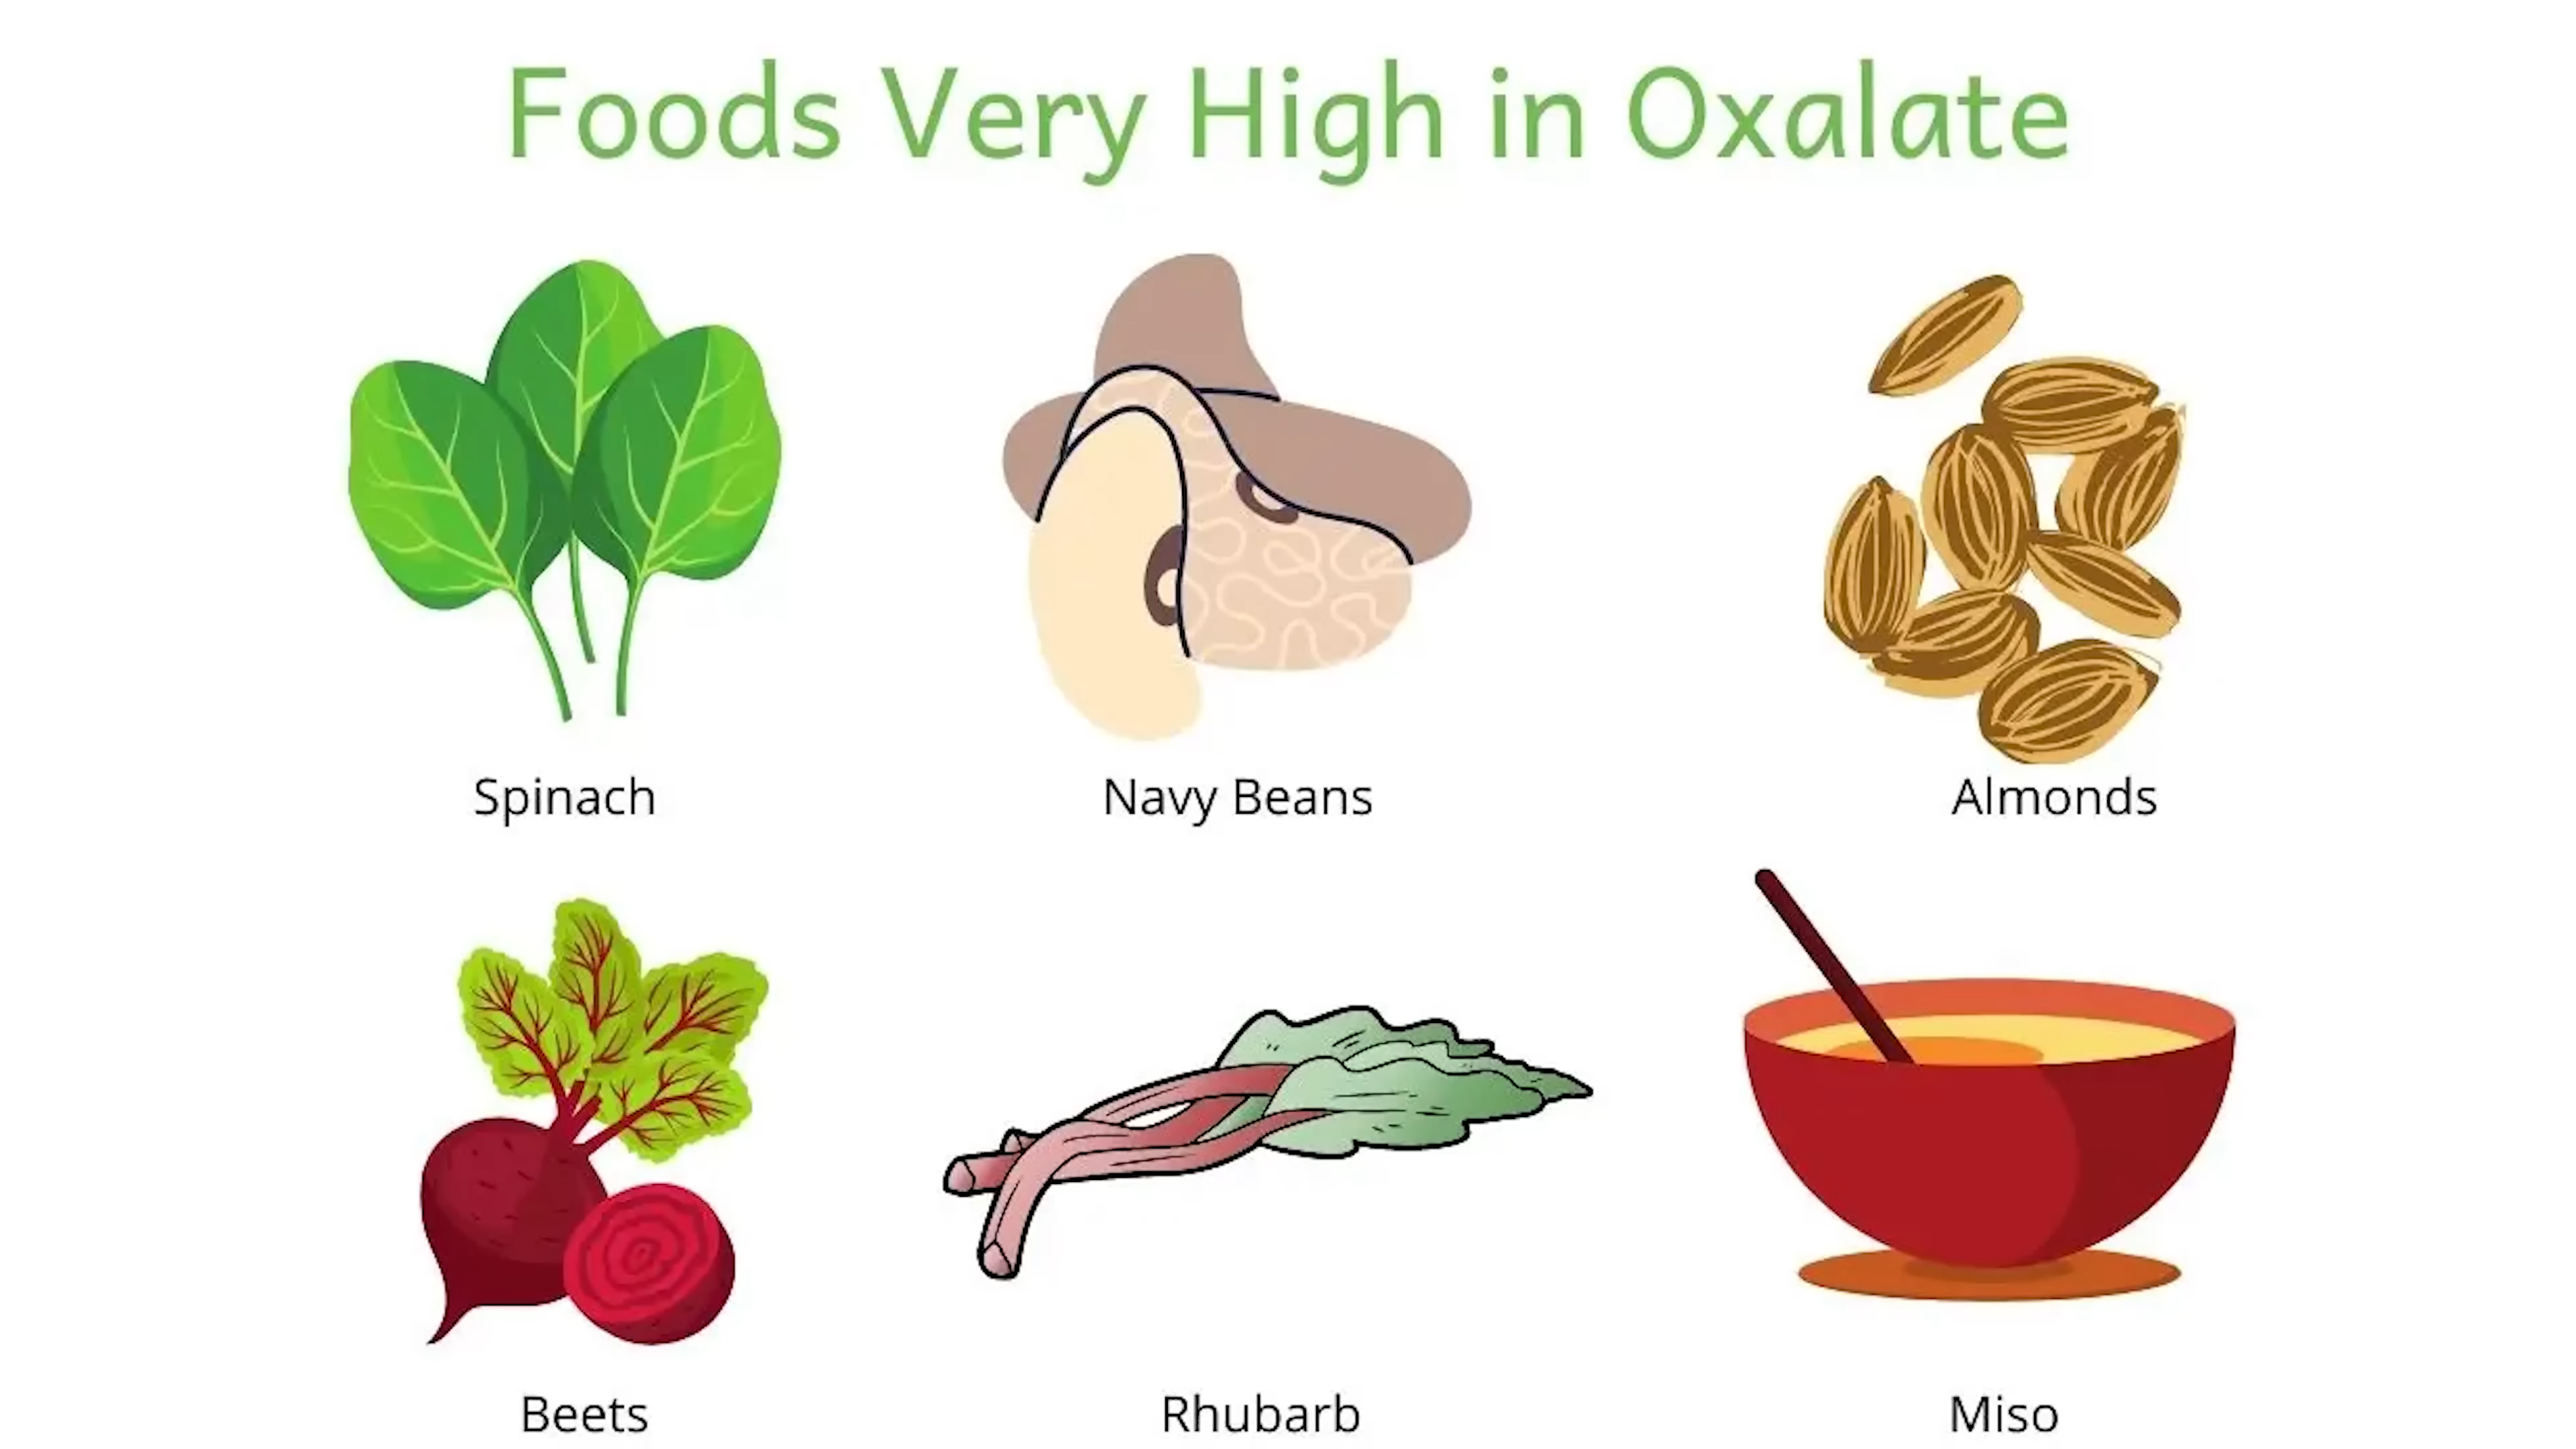 Foods Very High in Oxalate
Spinach
Navy Beans
Almonds
Beets
Rhubarb
Miso